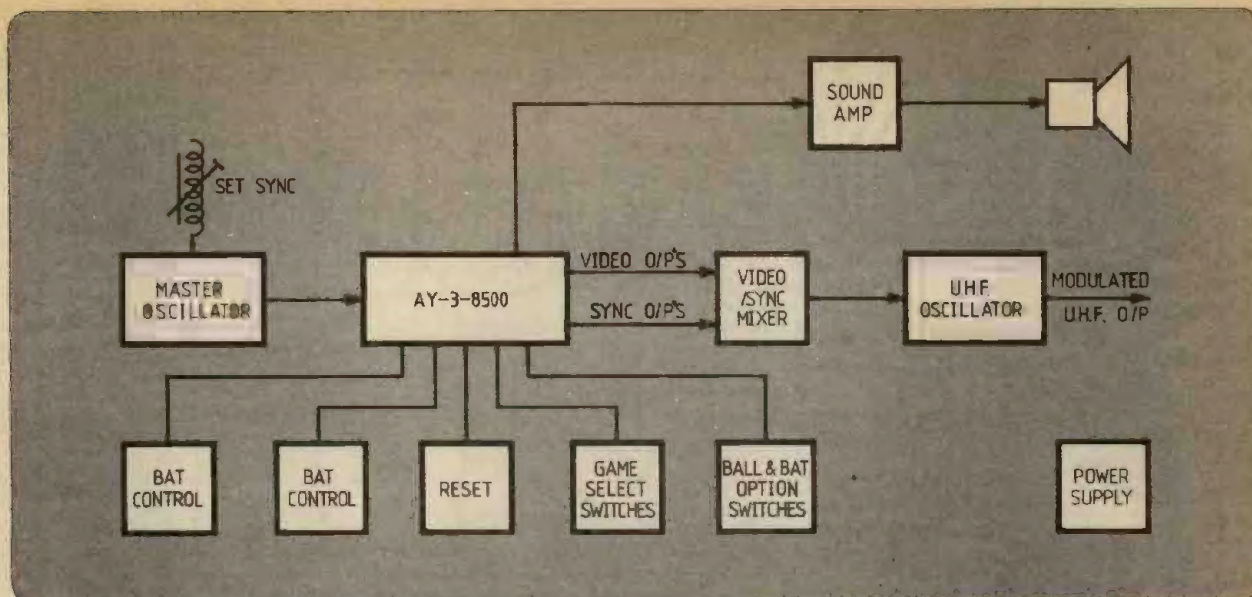 SOUND
AMP
SET SYNC
MASTER
OSCILLATOR
AY-3-8500
VIDEO O/P'S
SYNC O/P'S
VIDEO
/SYNC
MIXER
U.H.F.
OSCILLATOR
MODULATED
U.H.F. O/P
BAT
CONTROL
BAT
CONTROL
RESET
GAME
SELECT
SWITCHES
BALL & BAT
OPTION
SWITCHES
POWER
SUPPLY